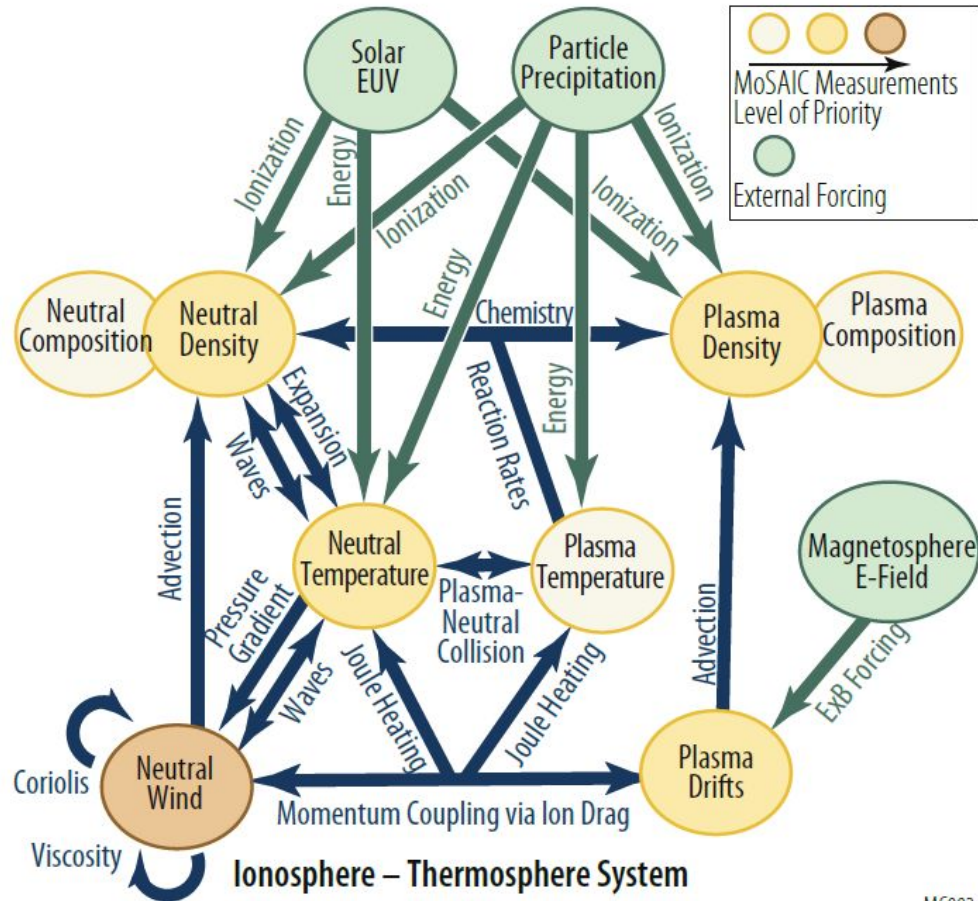 Solar
EUV
Particle
Precipitation
MoSAIC Measurements
Level of Priority
External Forcing
Ionization
Energy
Ionization
Energy
Ionization
Ionization
Neutral
Composition
Neutral
Density
Chemistry
Plasma
Density
Plasma
Composition
Expansion
Waves
Reaction Rates
Energy
Advection
Neutral
Temperature
Plasma
Temperature
Plasma-
Neutral
Collision
Magnetosphere
E-Field
Pressure
Gradient
Waves
Joule Heating
Joule Heating
Advection
ExB Forcing
Coriolis
Neutral
Wind
Plasma
Drifts
Momentum Coupling via Ion Drag
Viscosity
Ionosphere – Thermosphere System